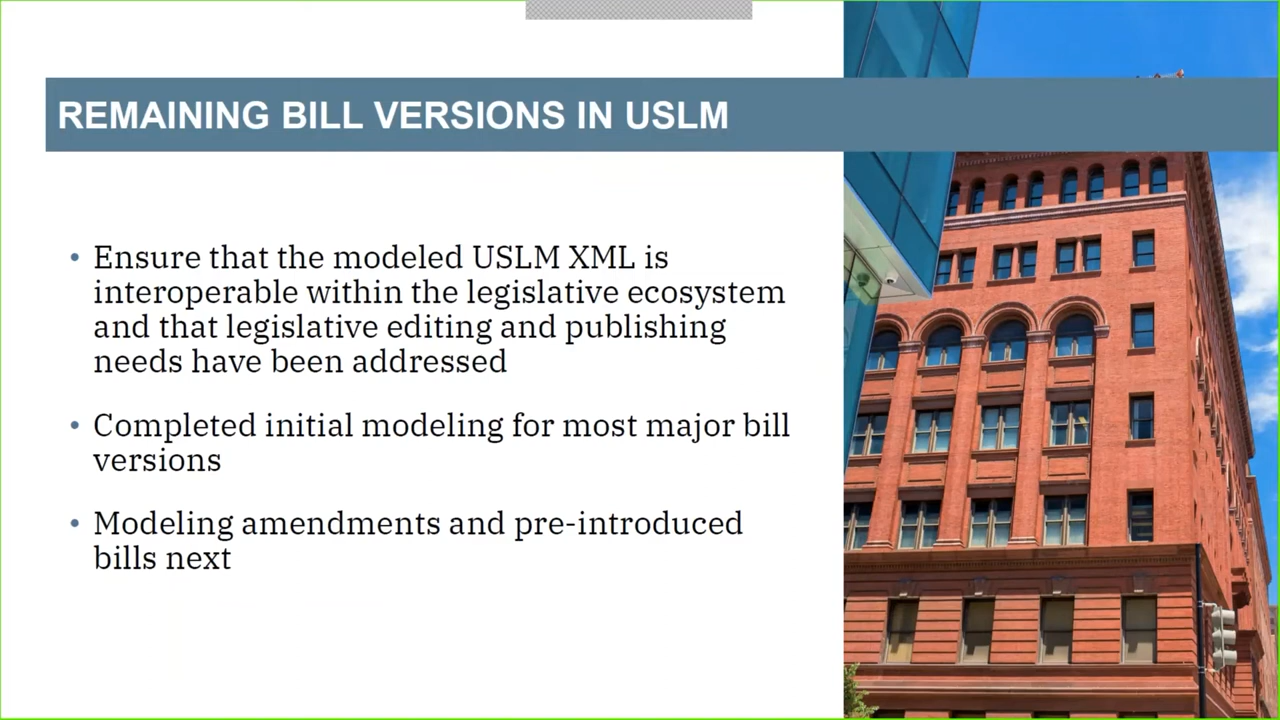 REMAINING BILL VERSIONS IN USLM
• Ensure that the modeled USLM XML is
interoperable within the legislative ecosystem
and that legislative editing and publishing
needs have been addressed
• Completed initial modeling for most major bill
versions
• Modeling amendments and pre-introduced
bills next